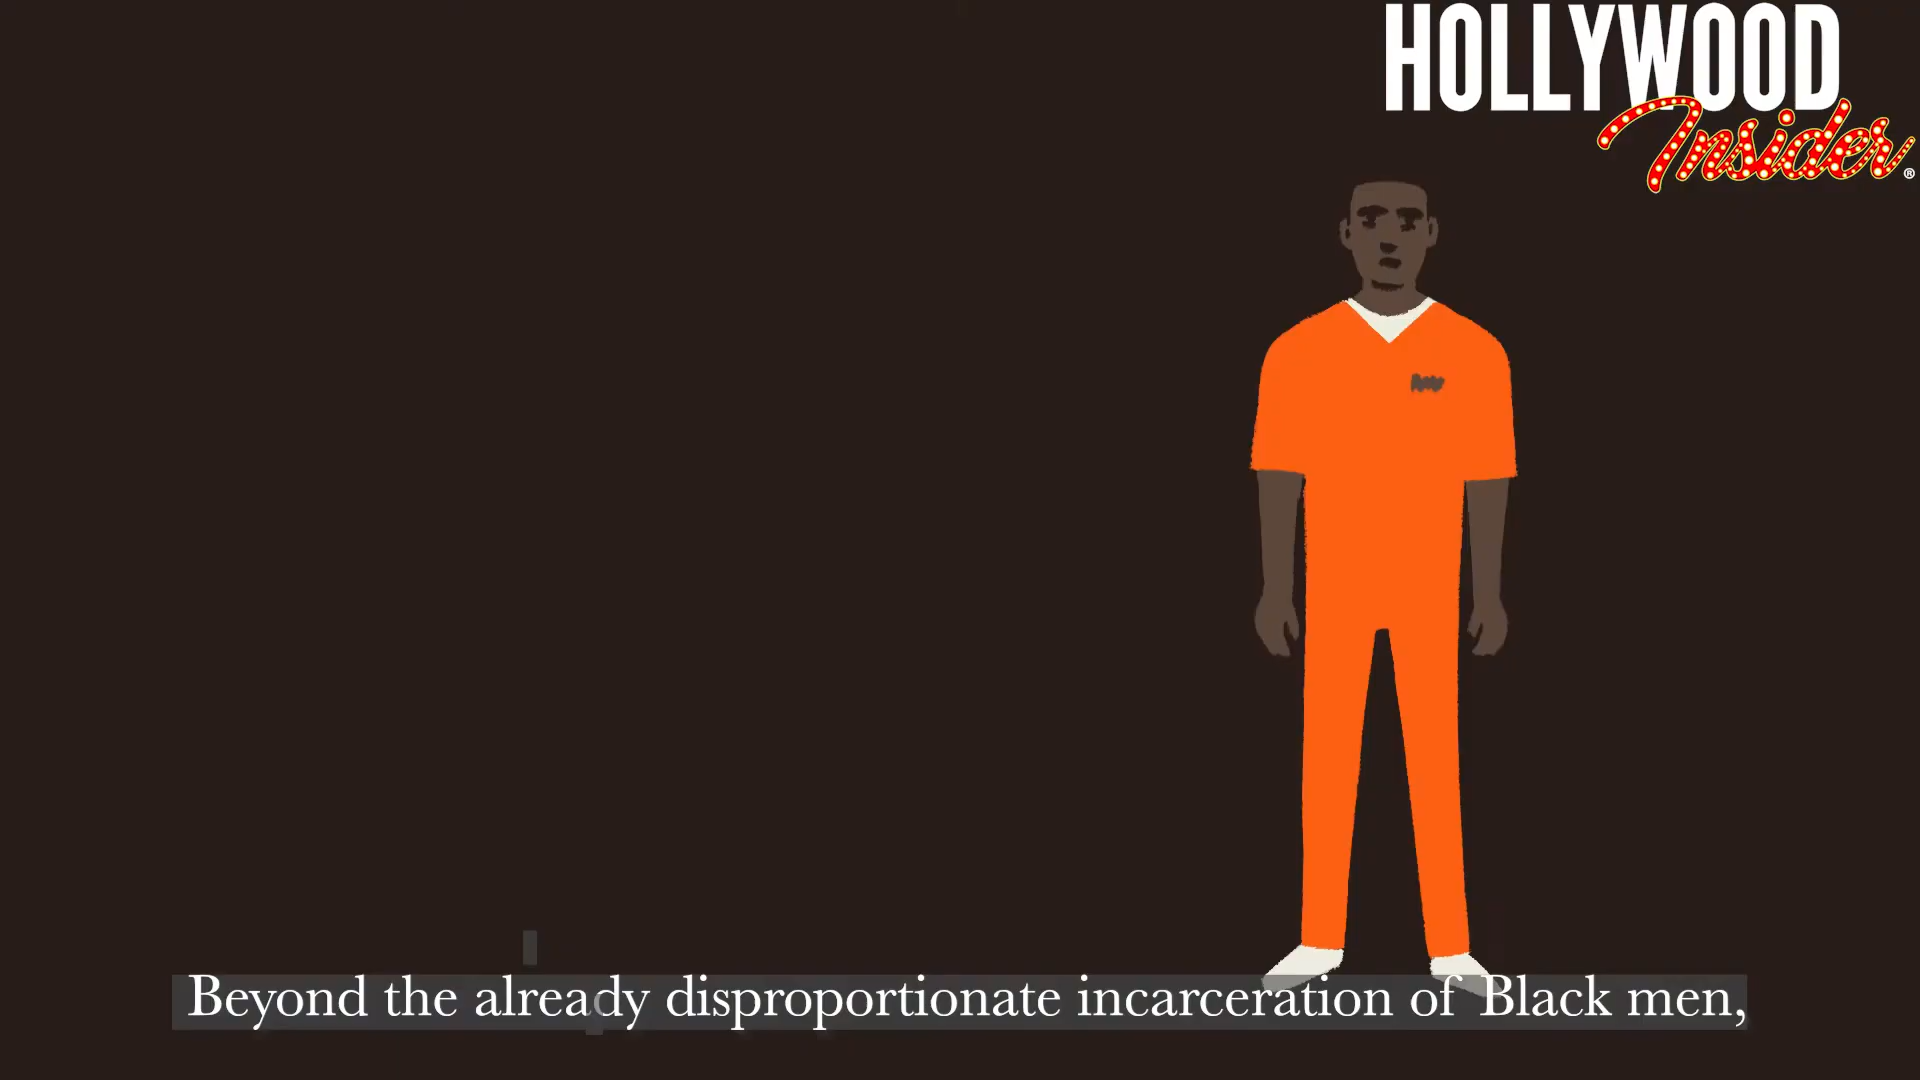 HOLLYWOOD
Insider®
Beyond the already disproportionate incarceration of Black men,